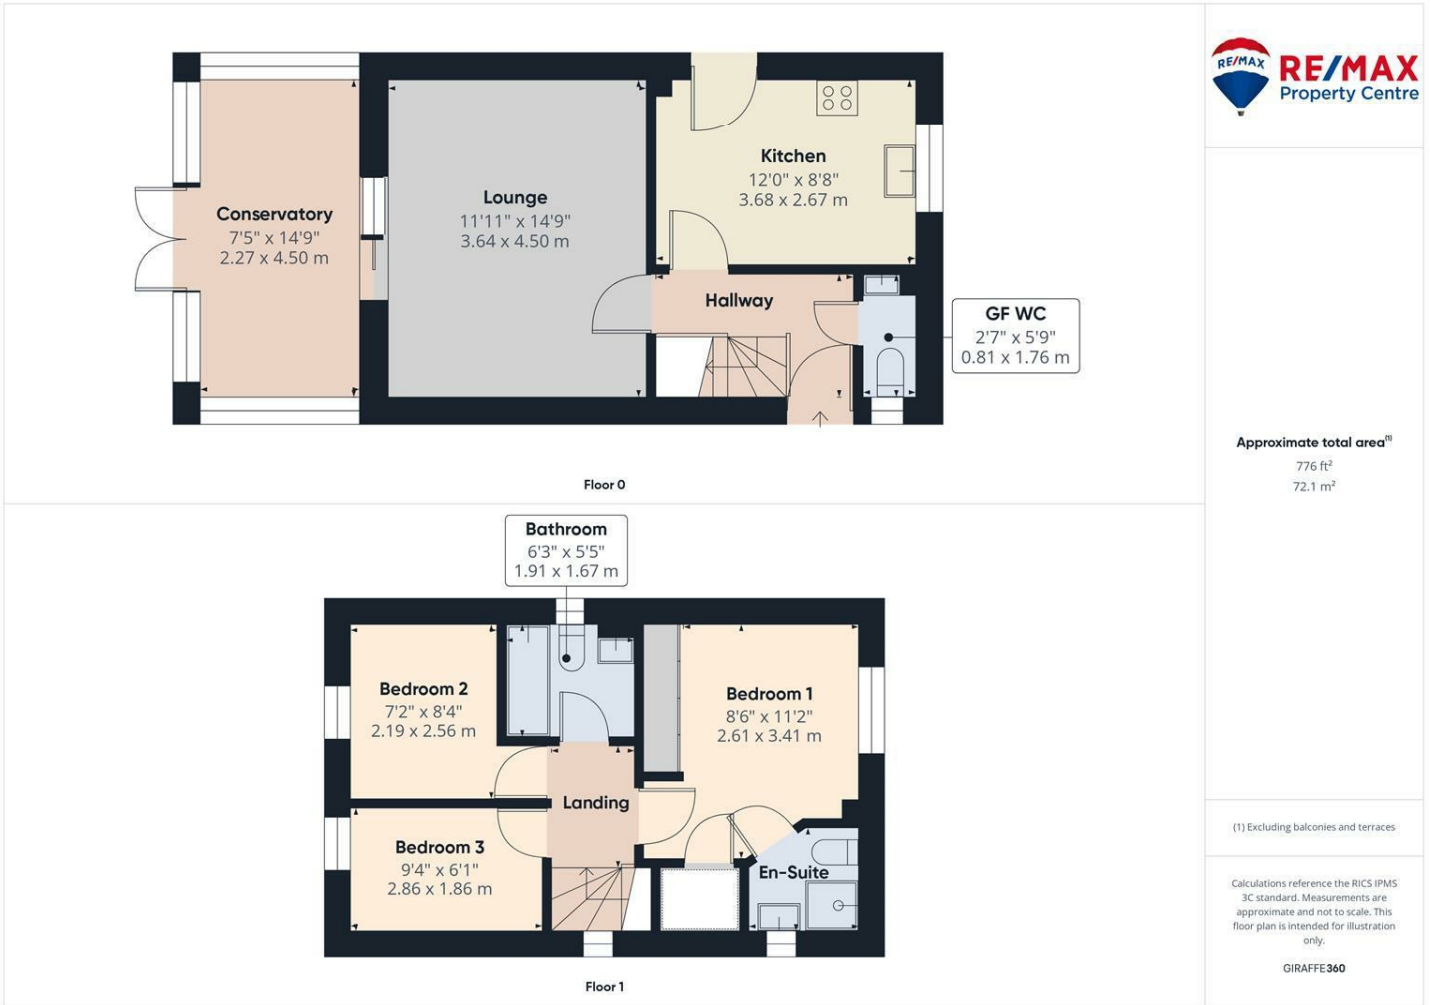 RE/MAX
RE/MAX
Property Centre
Conservatory
7'5" x 14'9"
2.27 x 4.50 m
Lounge
11'11" x 14'9"
3.64 x 4.50 m
Kitchen
12'0" x 8'8"
3.68 x 2.67 m
Hallway
GF WC
2'7" x 5'9"
0.81 x 1.76 m
Floor 0
Approximate total area(1)
776 ft²
72.1 m²
Bathroom
6'3" x 5'5"
1.91 x 1.67 m
Bedroom 2
7'2" x 8'4"
2.19 x 2.56 m
Bedroom 1
8'6" x 11'2"
2.61 x 3.41 m
Landing
Bedroom 3
9'4" x 6'1"
2.86 x 1.86 m
En-Suite
Floor 1
(1) Excluding balconies and terraces
Calculations reference the RICS IPMS
3C standard. Measurements are
approximate and not to scale. This
floor plan is intended for illustration
only.
GIRAFFE360